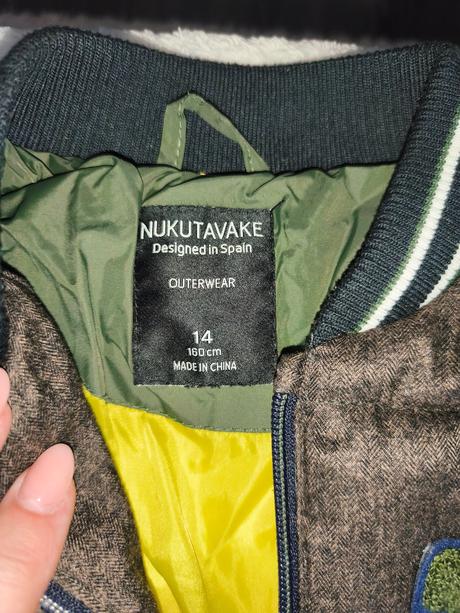 NUKUTAVAKE
Designed in Spain
OUTERWEAR
14
160 cm
MADE IN CHINA